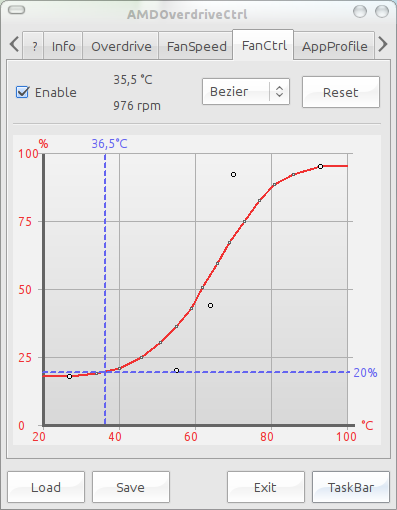 AMDOverdriveCtrl
? Info Overdrive FanSpeed FanCtrl AppProfile
Enable
35,5 °C
976 rpm
Bezier
Reset
% 36,5°C
100
75
50
25
20%
0
20 40 60 80 100 °C
Load Save Exit TaskBar